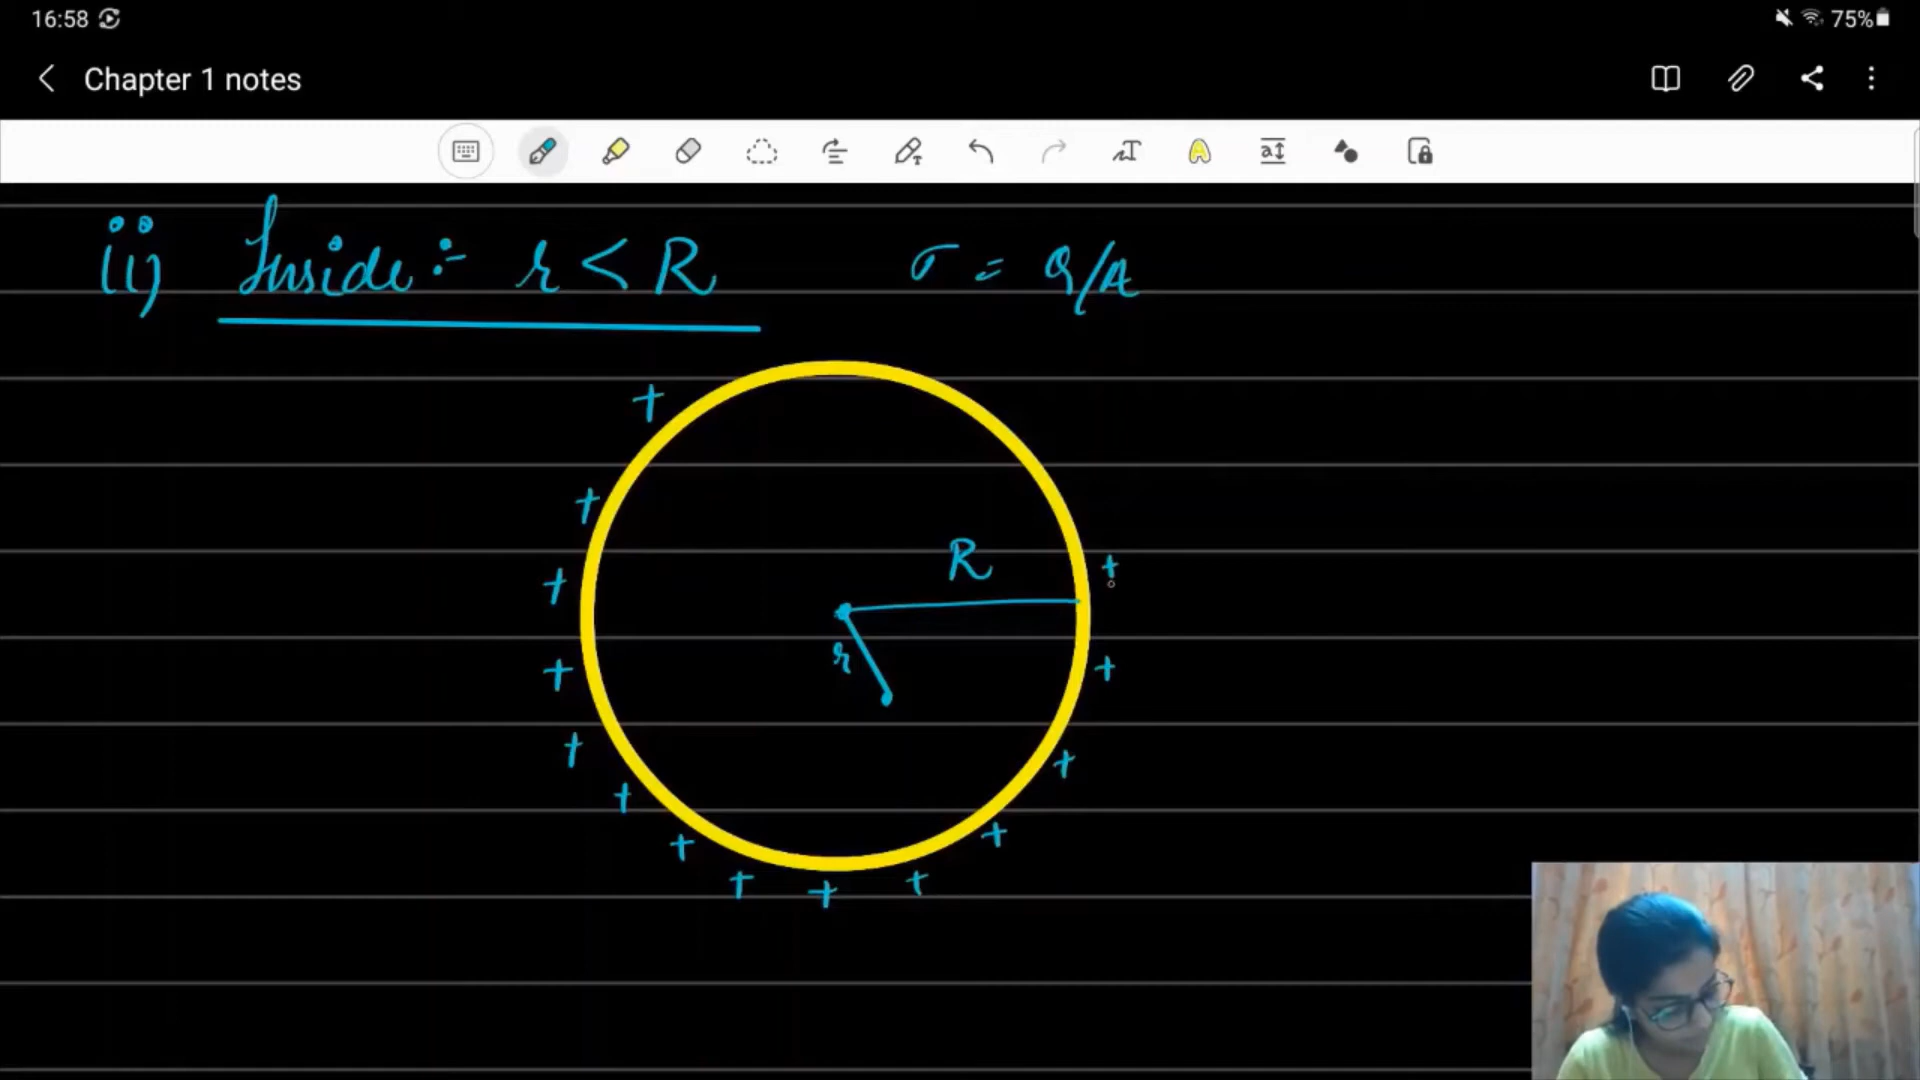 16:58 75%
Chapter 1 notes
(ii) Inside:- r < R σ = Q/A
+
+
R
+ +
r
+ +
+ +
+
+ +
+ + +